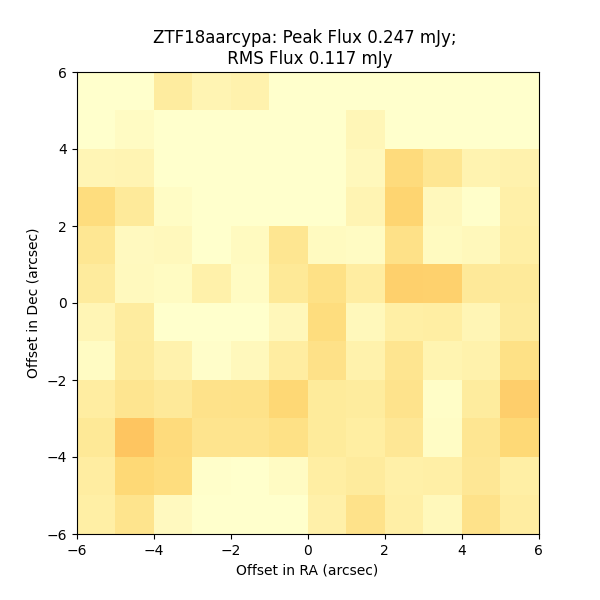 ZTF18aarcypa: Peak Flux 0.247 mJy;
RMS Flux 0.117 mJy
6
4
2
0
−2
−4
−6
Offset in Dec (arcsec)
−6 −4 −2 0 2 4 6
Offset in RA (arcsec)